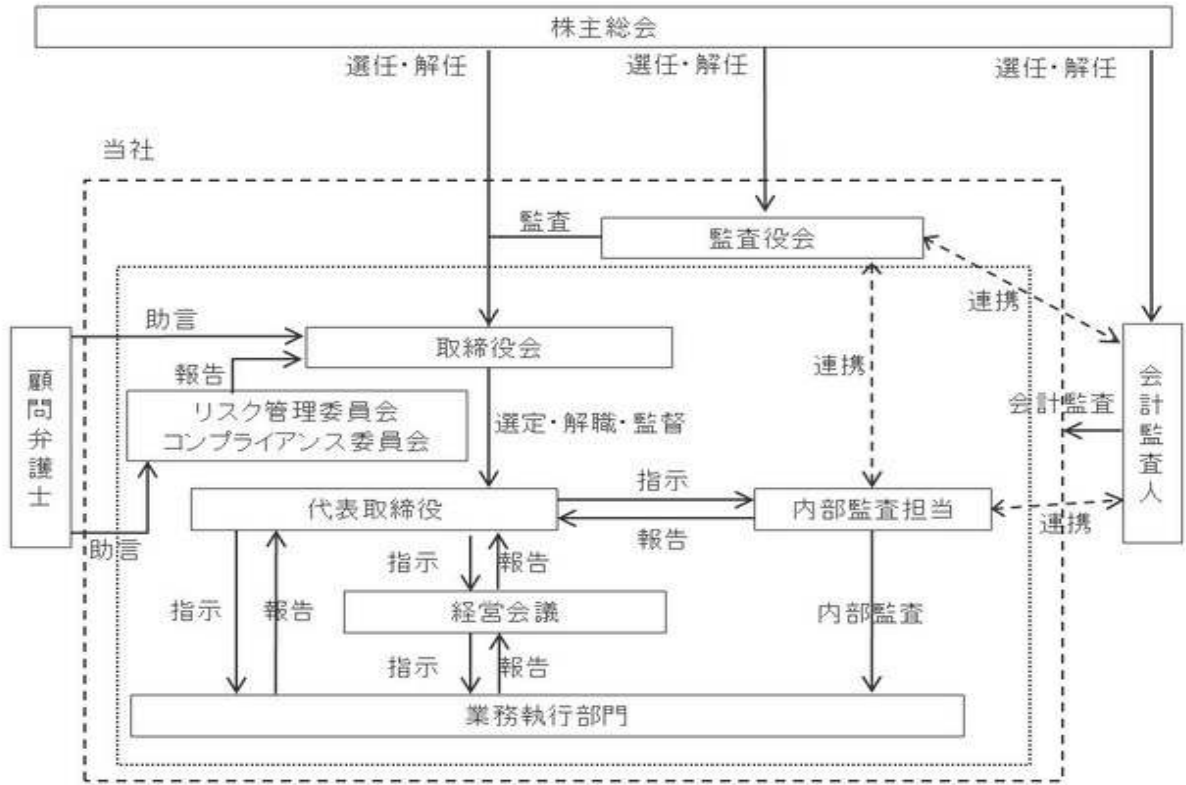 株主総会
選任・解任
選任・解任
選任・解任
当社
監査
監査役会
連携
助言
取締役会
報告
連携
顧問弁護士
会計監査人
リスク管理委員会
コンプライアンス委員会
選定・解職・監督
会計監査
指示
代表取締役
内部監査担当
報告
連携
助言
指示
報告
指示
報告
経営会議
内部監査
指示
報告
業務執行部門